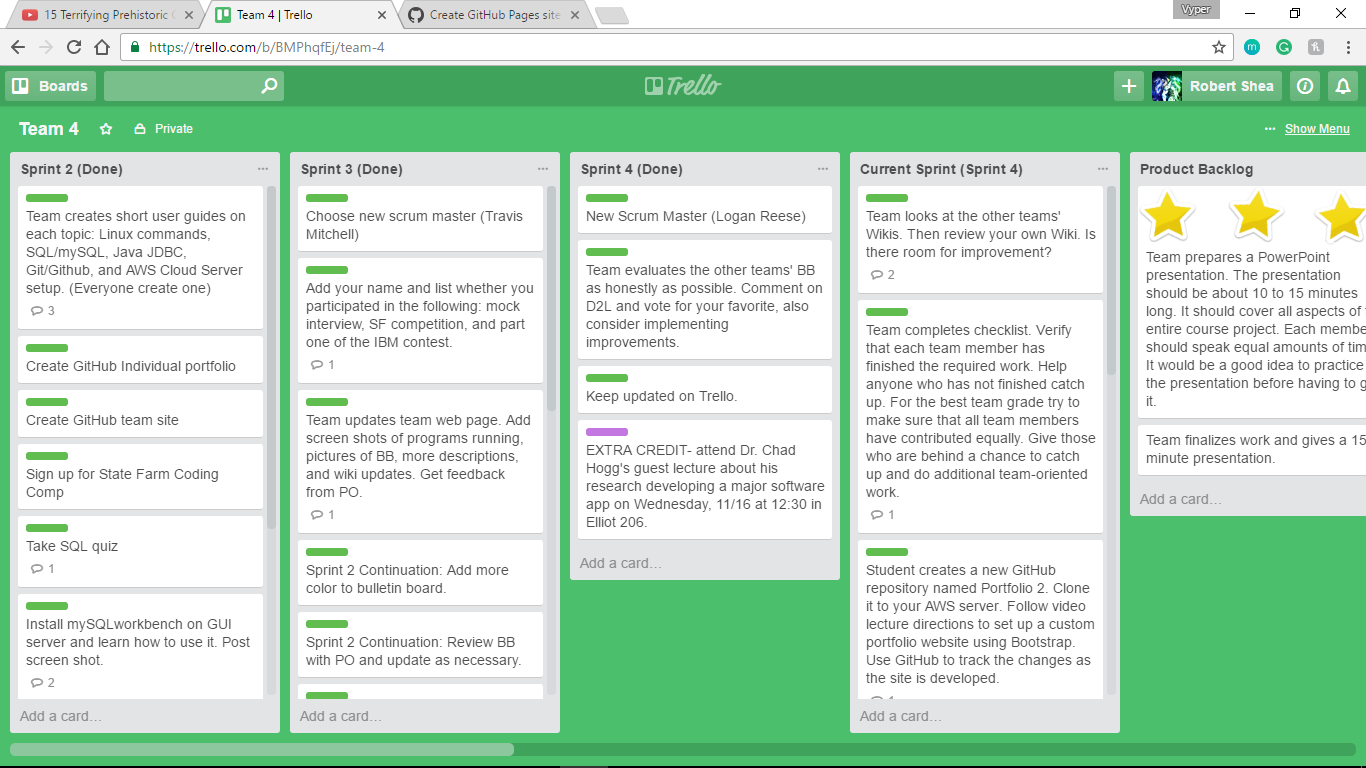 15 Terrifying Prehistoric
Team 4 | Trello
Create GitHub Pages site
Vyper
https://trello.com/b/BMPhqfEj/team-4
Boards
Trello
Robert Shea
Team 4
Private
Show Menu
Sprint 2 (Done)
Team creates short user guides on
each topic: Linux commands,
SQL/mySQL, Java JDBC,
Git/Github, and AWS Cloud Server
setup. (Everyone create one)
3
Create GitHub Individual portfolio
Create GitHub team site
Sign up for State Farm Coding
Comp
Take SQL quiz
1
Install mySQLworkbench on GUI
server and learn how to use it. Post
screen shot.
2
Add a card…
Sprint 3 (Done)
Choose new scrum master (Travis
Mitchell)
Add your name and list whether you
participated in the following: mock
interview, SF competition, and part
one of the IBM contest.
1
Team updates team web page. Add
screen shots of programs running,
pictures of BB, more descriptions,
and wiki updates. Get feedback
from PO.
1
Sprint 2 Continuation: Add more
color to bulletin board.
Sprint 2 Continuation: Review BB
with PO and update as necessary.
Add a card…
Sprint 4 (Done)
New Scrum Master (Logan Reese)
Team evaluates the other teams' BB
as honestly as possible. Comment
on D2L and vote for your favorite, also
consider implementing
improvements.
Keep updated on Trello.
EXTRA CREDIT- attend Dr. Chad
Hogg's guest lecture about his
research developing a major software
app on Wednesday, 11/16 at 12:30 in
Elliot 206.
Add a card…
Current Sprint (Sprint 4)
Team looks at the other teams'
Wikis. Then review your own Wiki. Is
there room for improvement?
2
Team completes checklist. Verify
that each team member has
finished the required work. Help
anyone who has not finished catch
up. For the best team grade try to
make sure that all team members
have contributed equally. Give those
who are behind a chance to catch
up and do additional team-oriented
work.
1
Student creates a new GitHub
repository named Portfolio 2. Clone
it to your AWS server. Follow video
lecture directions to set up a custom
portfolio website using Bootstrap.
Use GitHub to track the changes as
the site is developed.
Add a card…
Product Backlog
Team prepares a PowerPoint
presentation. The presentation
should be about 10 to 15 minutes
long. It should cover all aspects of
entire course project. Each
should speak equal amounts of
It would be a good idea to practice
the presentation before having to
it.
Team finalizes work and gives a 15
minute presentation.
Add a card…